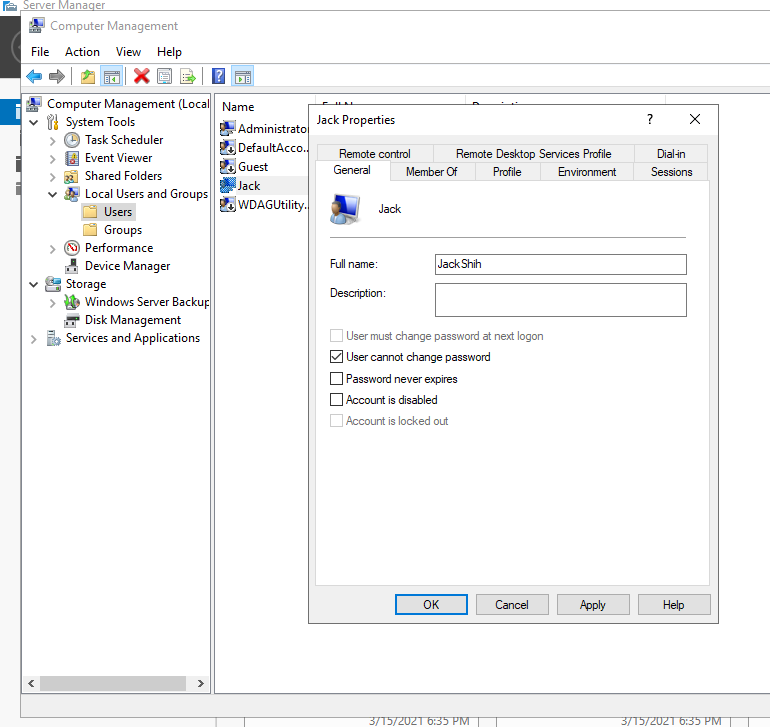 Server Manager
Computer Management
File Action View Help
Computer Management (Local
System Tools
Task Scheduler
Event Viewer
Shared Folders
Local Users and Groups
Users
Groups
Performance
Device Manager
Storage
Windows Server Backup
Disk Management
Services and Applications
Name
Administrato
DefaultAcco...
Guest
Jack
WDAGUtility...
Jack Properties
Remote control Remote Desktop Services Profile Dial-in
General Member Of Profile Environment Sessions
Jack
Full name: Jack Shih
Description:
User must change password at next logon
User cannot change password
Password never expires
Account is disabled
Account is locked out
OK Cancel Apply Help
3/15/2021 6:35 PM 3/15/2021 6:35 PM